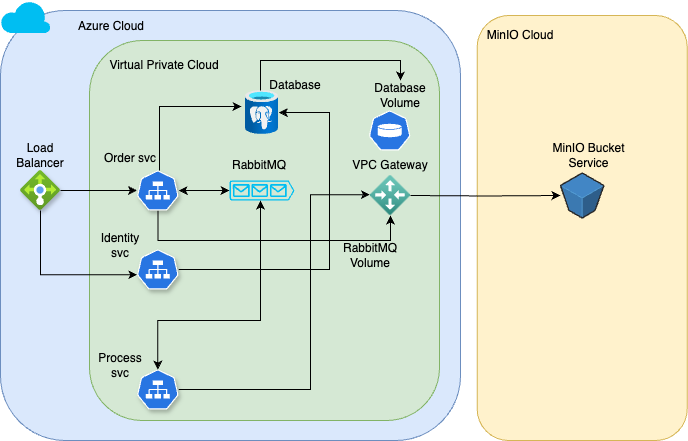 Azure Cloud
MinIO Cloud
Virtual Private Cloud
Database
Database
Volume
Load
Balancer
Order svc
RabbitMQ
VPC Gateway
MinIO Bucket
Service
Identity
svc
RabbitMQ
Volume
Process
svc